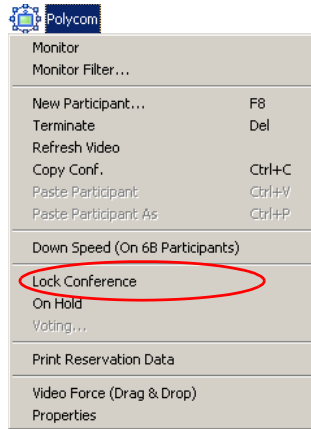 Polycom
Monitor
Monitor Filter...
New Participant... F8
Terminate Del
Refresh Video
Copy Conf. Ctrl+C
Paste Participant Ctrl+V
Paste Participant As Ctrl+P
Down Speed (On 6B Participants)
Lock Conference
On Hold
Voting...
Print Reservation Data
Video Force (Drag & Drop)
Properties